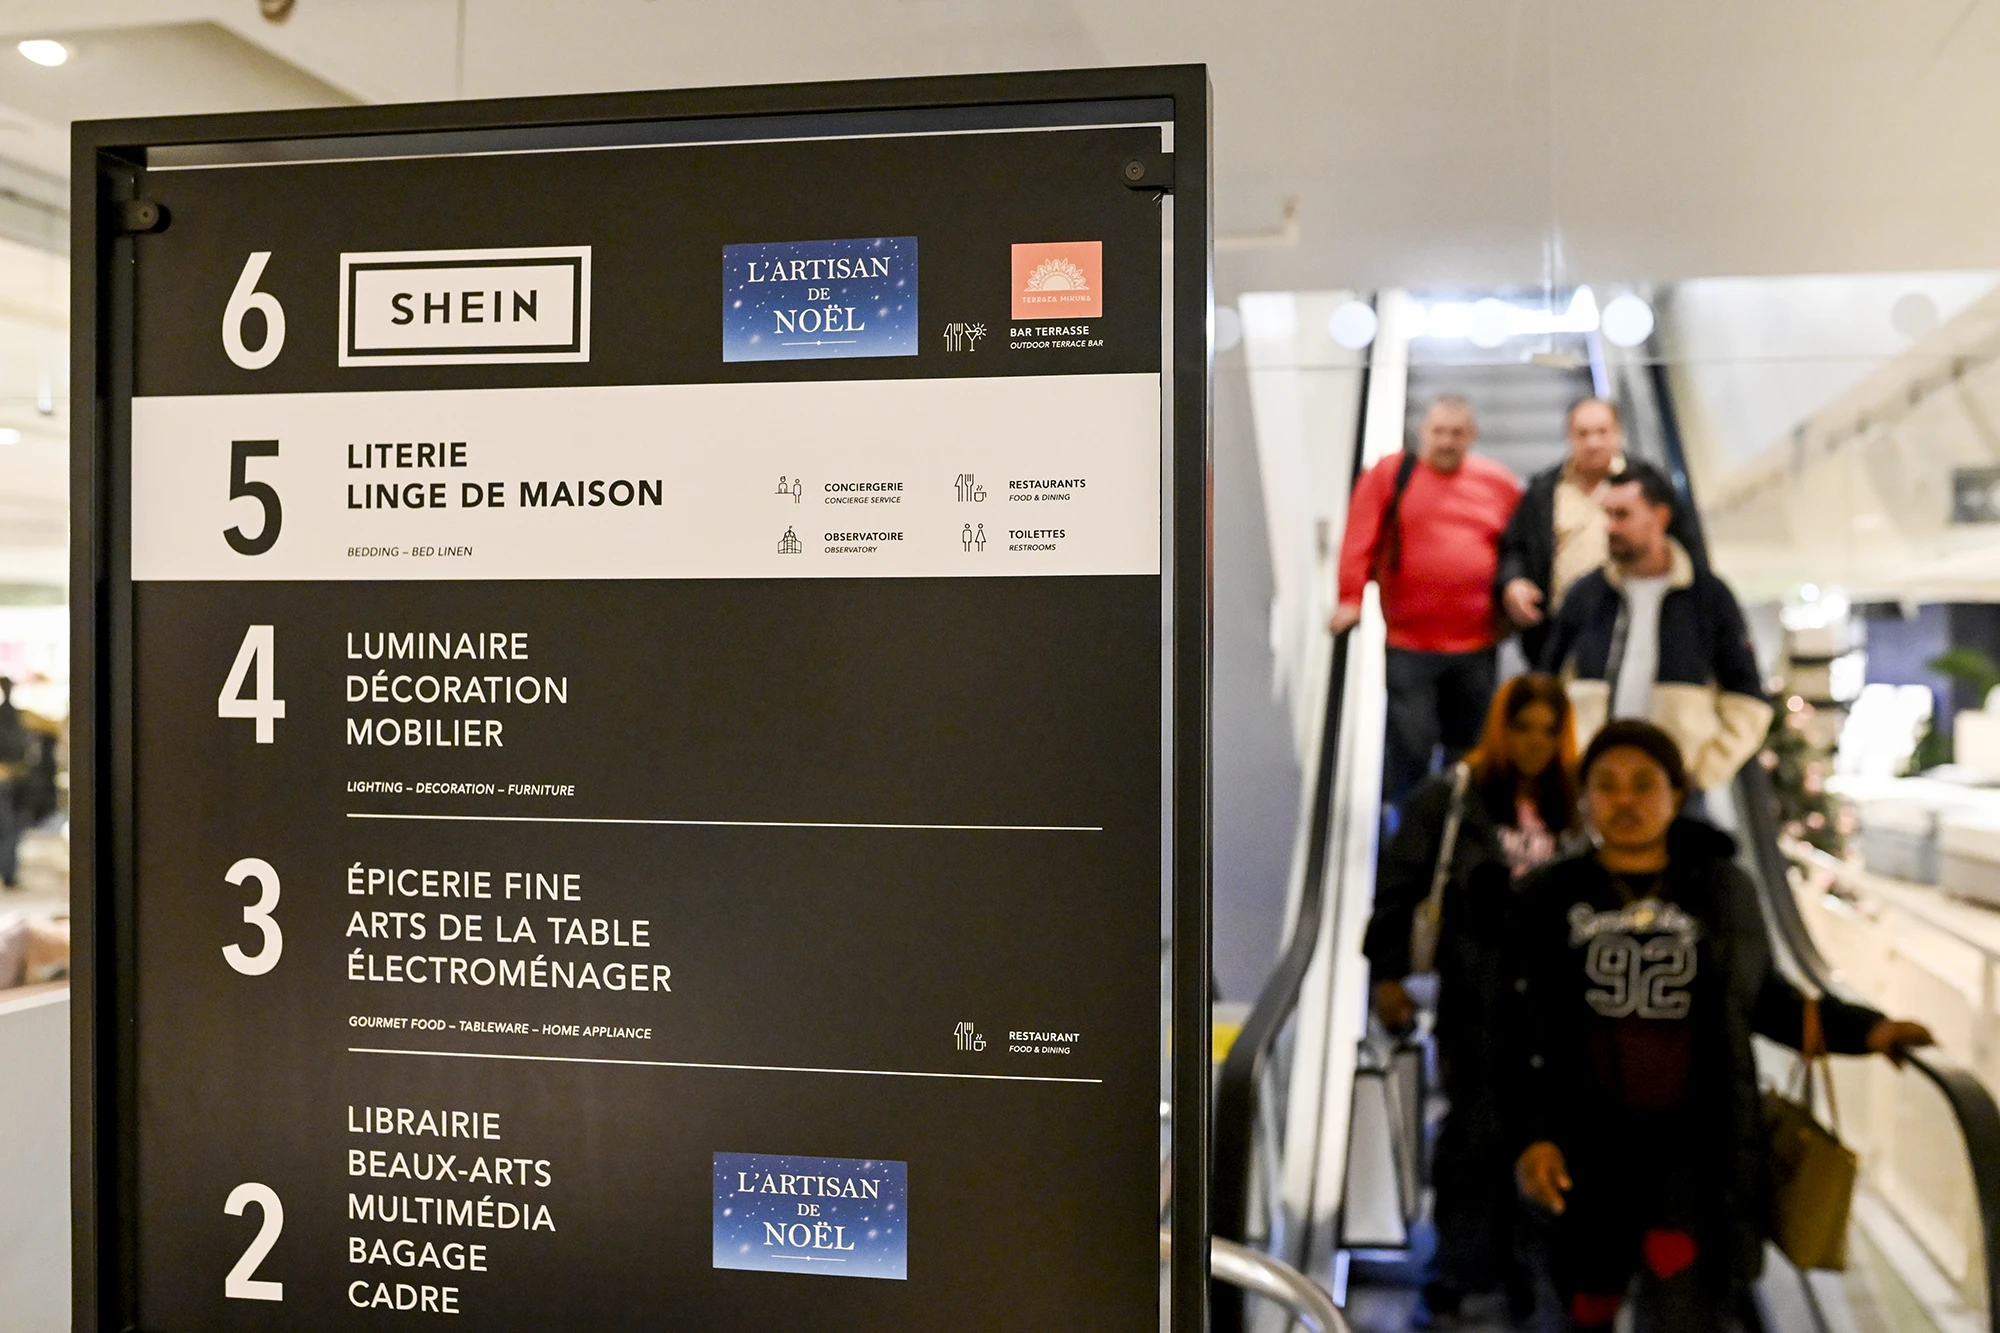 6
SHEIN
L'ARTISAN
DE
NOËL
TERRAZA MIKUNA
BAR TERRASSE
OUTDOOR TERRACE BAR
5
LITERIE
LINGE DE MAISON
BEDDING – BED LINEN
CONCIERGERIE
CONCIERGE SERVICE
RESTAURANTS
FOOD & DINING
OBSERVATOIRE
OBSERVATORY
TOILETTES
RESTROOMS
4
LUMINAIRE
DÉCORATION
MOBILIER
LIGHTING – DECORATION – FURNITURE
3
ÉPICERIE FINE
ARTS DE LA TABLE
ÉLECTROMÉNAGER
GOURMET FOOD – TABLEWARE – HOME APPLIANCE
RESTAURANT
FOOD & DINING
2
LIBRAIRIE
BEAUX-ARTS
MULTIMÉDIA
BAGAGE
CADRE
L'ARTISAN
DE
NOËL
92